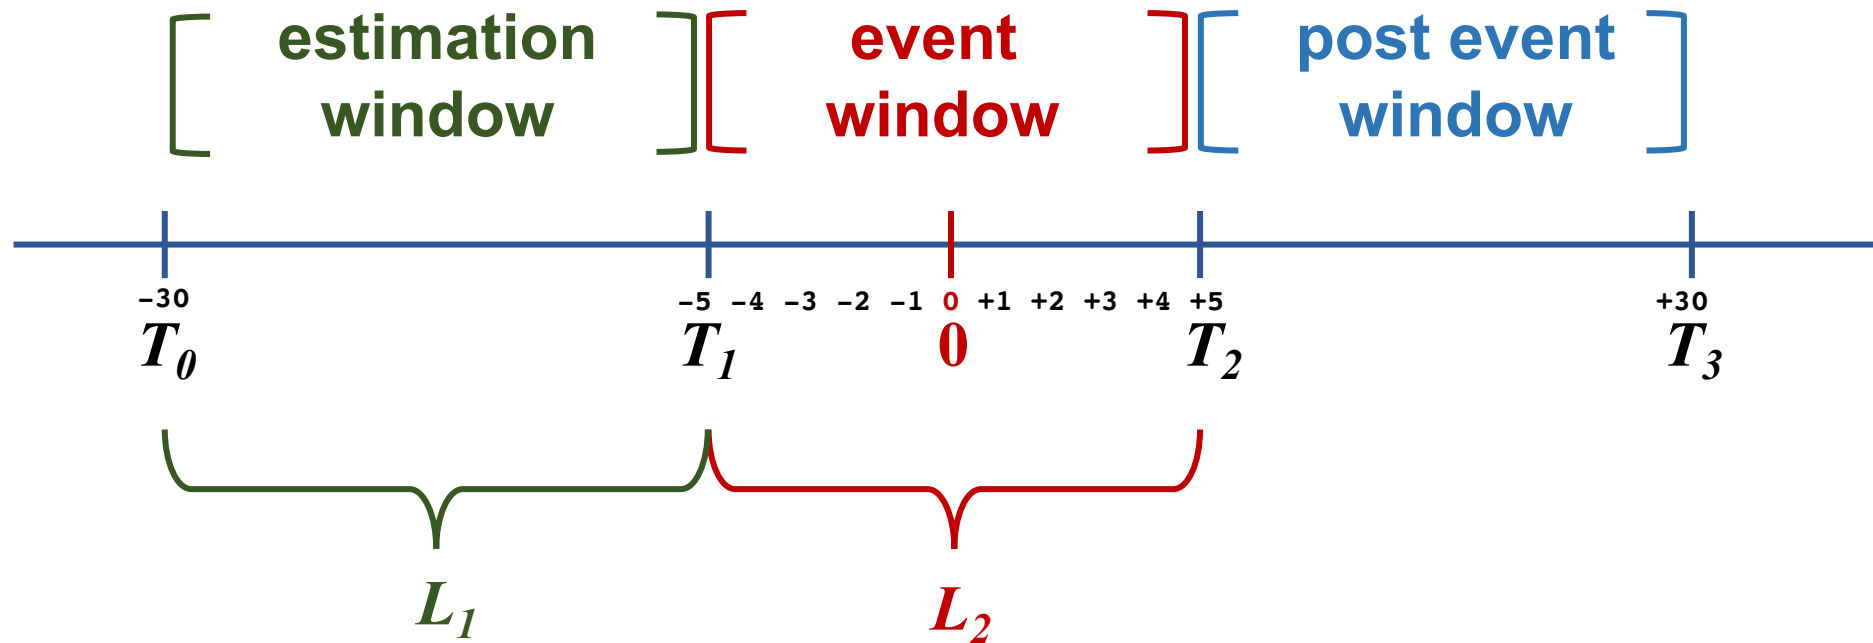 estimation window
event window
post event window
-30 -5 -4 -3 -2 -1 0 +1 +2 +3 +4 +5 +30
T0 T1 0 T2 T3
L1 L2